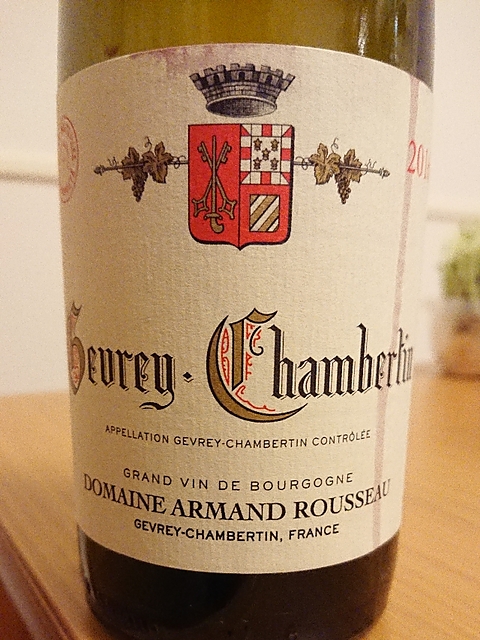 Gevrey-Chambertin
APPELLATION GEVREY-CHAMBERTIN CONTRÔLÉE
GRAND VIN DE BOURGOGNE
DOMAINE ARMAND ROUSSEAU
GEVREY-CHAMBERTIN, FRANCE